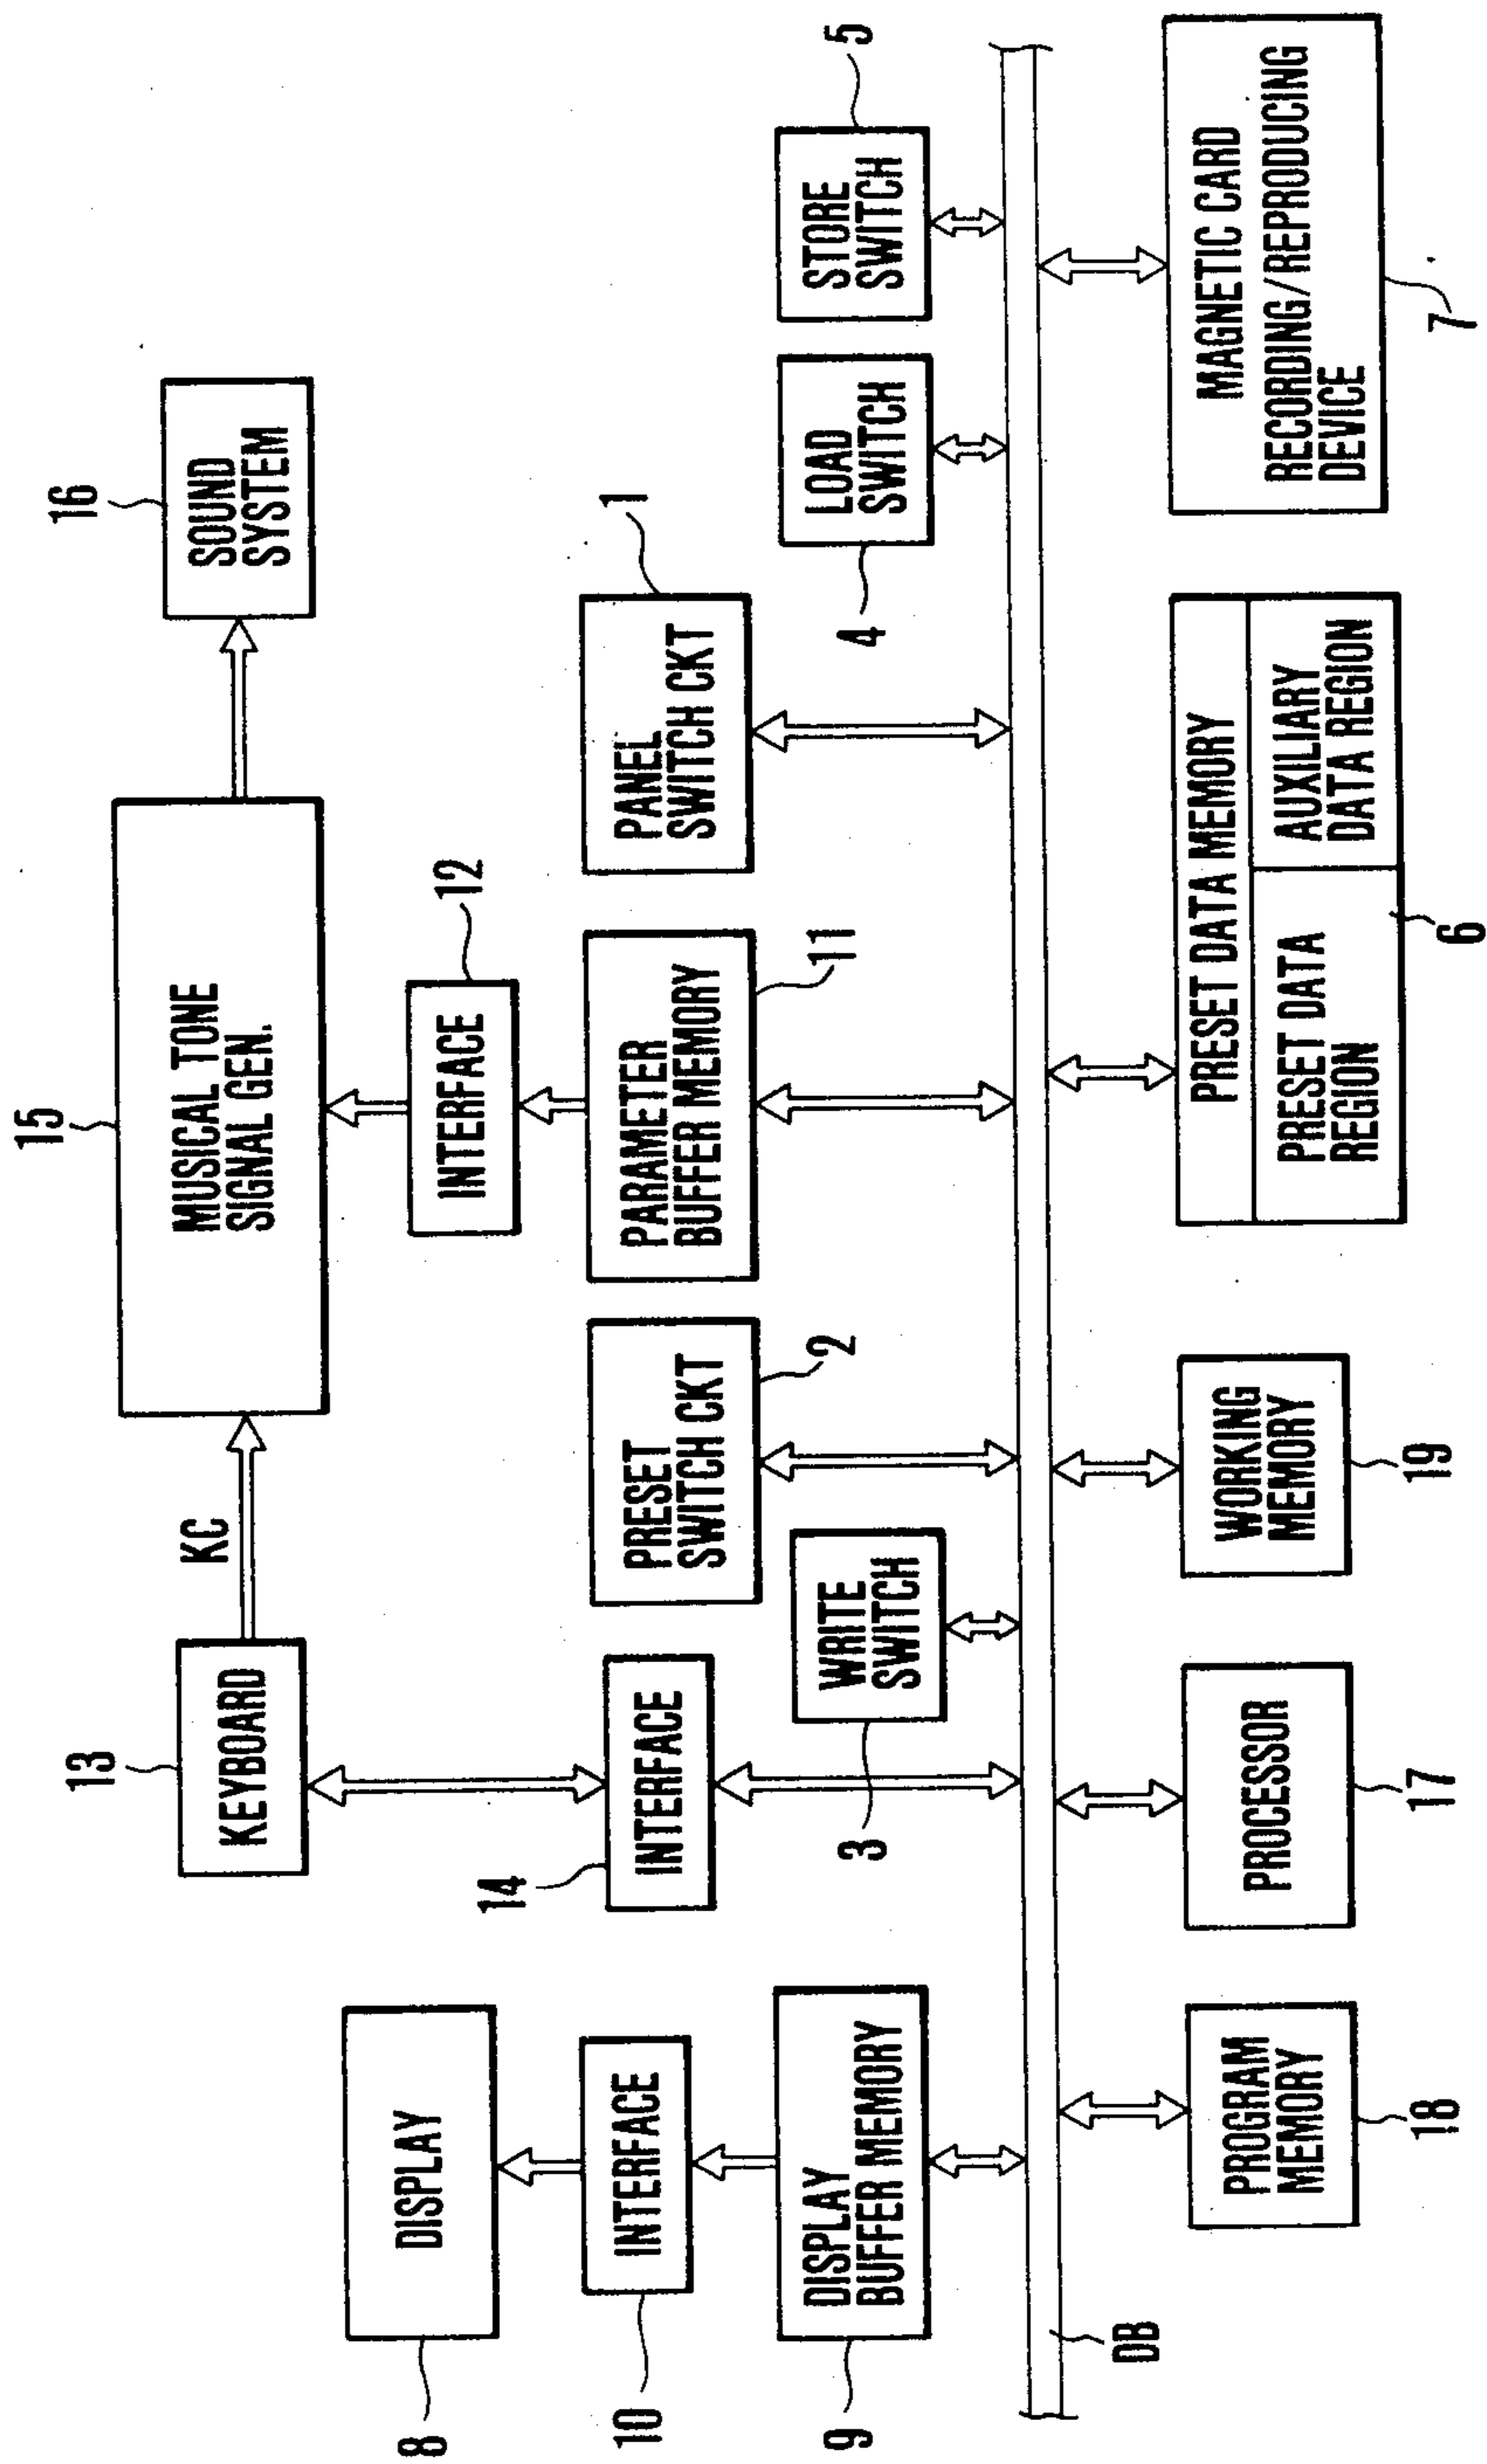 16
SOUND
SYSTEM
15
MUSICAL TONE
SIGNAL GEN.
KC
13
KEYBOARD
12
INTERFACE
14
INTERFACE
8
DISPLAY
10
INTERFACE
1
PANEL
SWITCH CKT
11
PARAMETER
BUFFER MEMORY
2
PRESET
SWITCH CKT
3
WRITE
SWITCH
9
DISPLAY
BUFFER MEMORY
4
LOAD
SWITCH
5
STORE
SWITCH
DB
18
PROGRAM
MEMORY
17
PROCESSOR
19
WORKING
MEMORY
PRESET DATA MEMORY
PRESET DATA
REGION
AUXILIARY
DATA REGION
6
MAGNETIC CARD
RECORDING/REPRODUCING
DEVICE
7